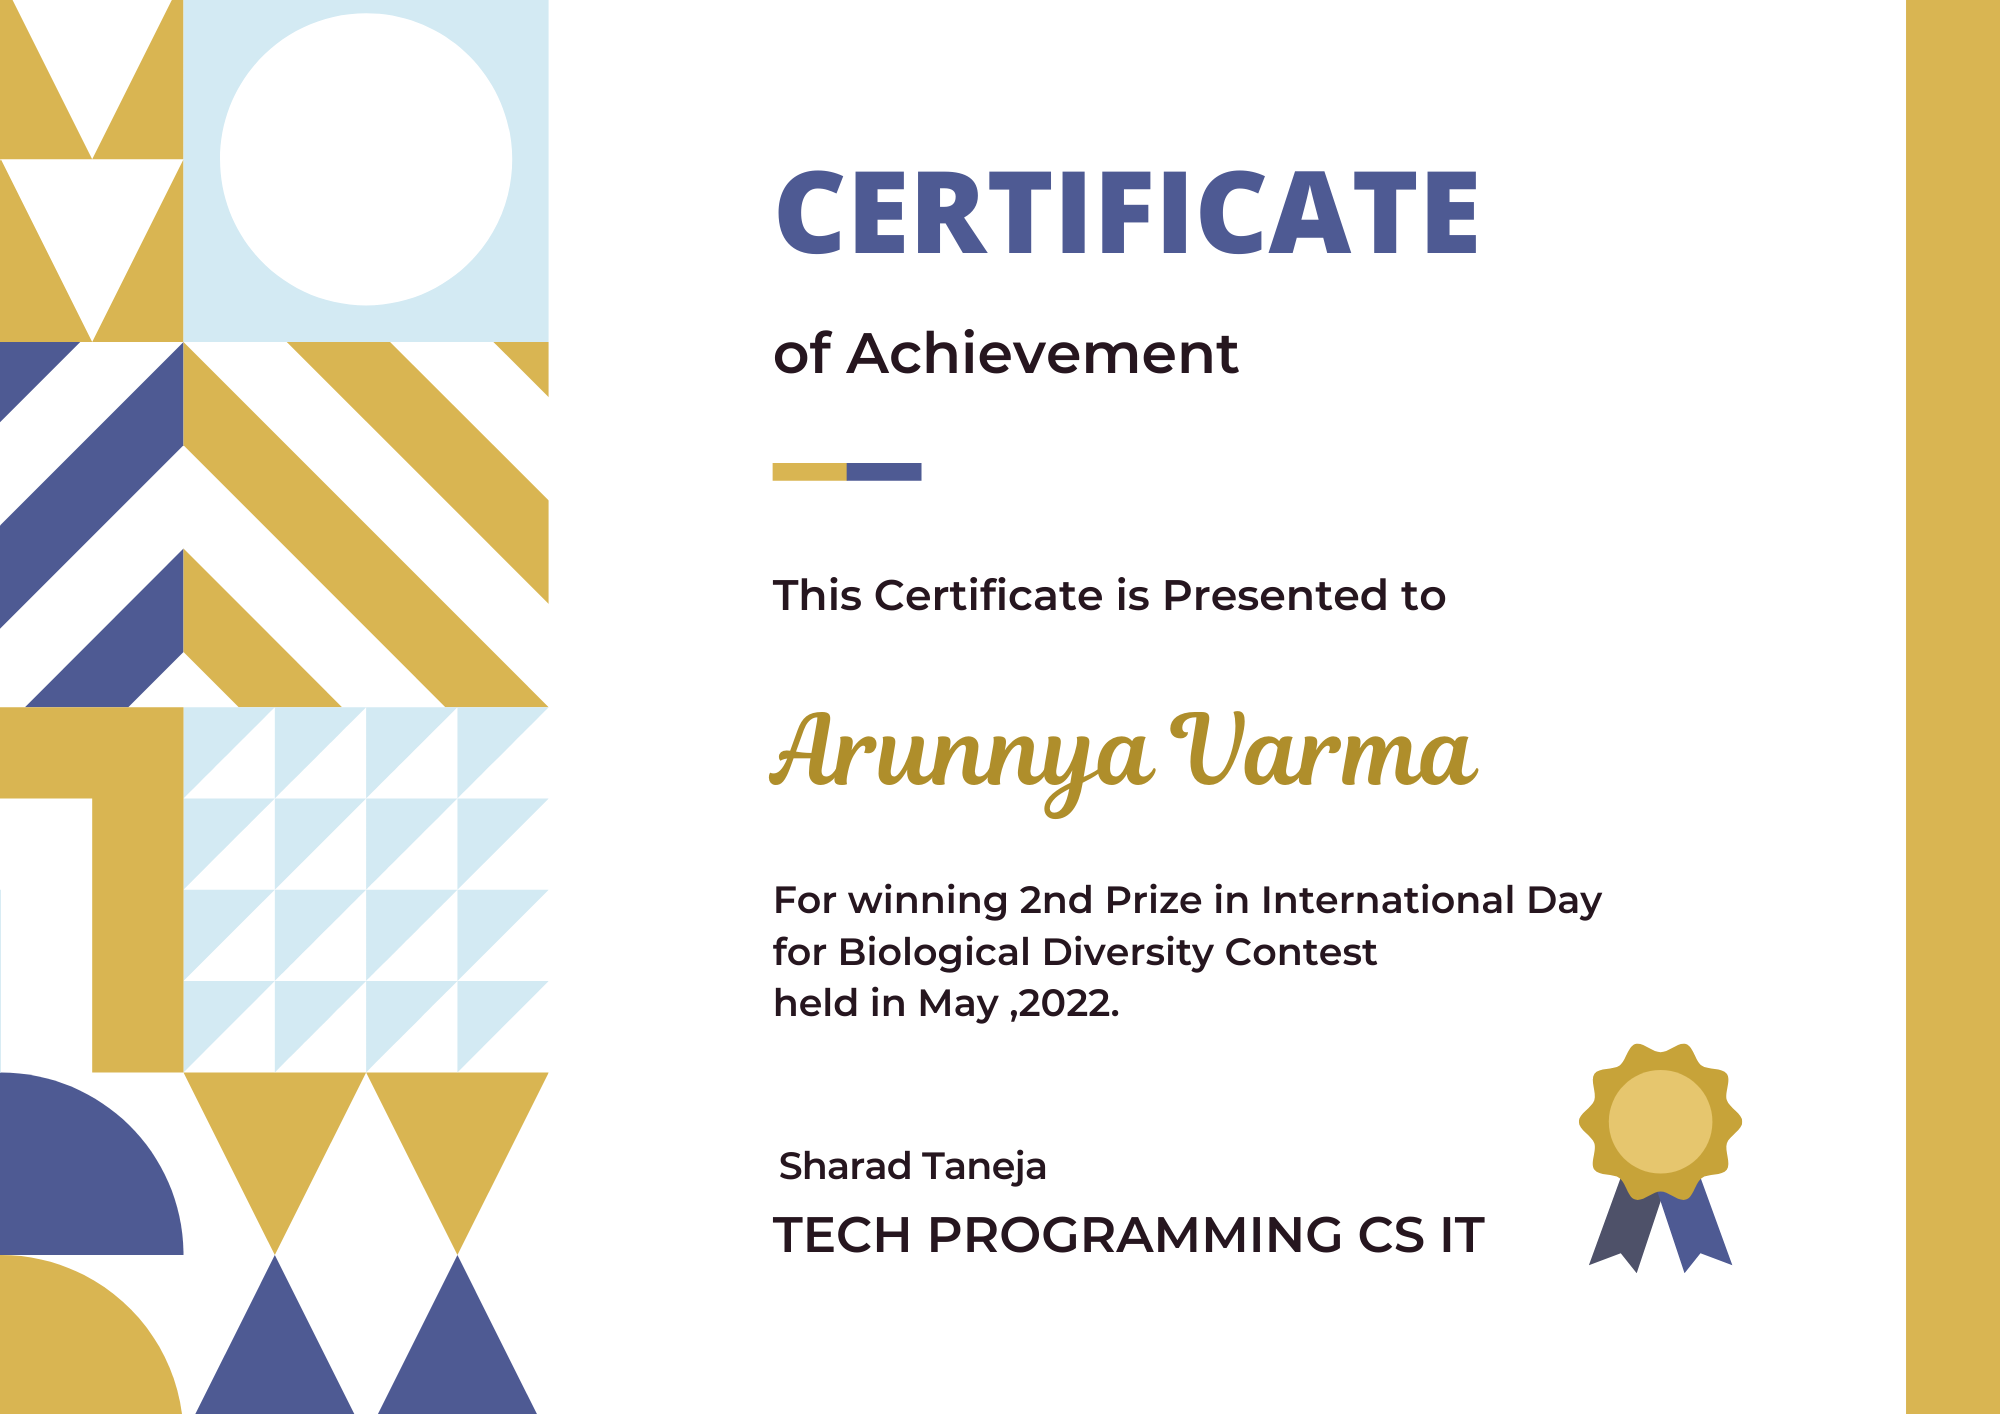 CERTIFICATE
of Achievement
This Certificate is Presented to
Arunnya Varma
For winning 2nd Prize in International Day
for Biological Diversity Contest
held in May ,2022.
Sharad Taneja
TECH PROGRAMMING CS IT